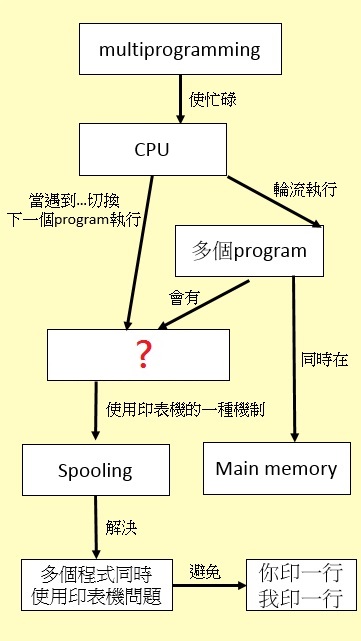 multiprogramming
使忙碌
CPU
當遇到...切換
下一個program執行
輪流執行
多個program
會有
?
同時在
使用印表機的一種機制
Spooling
Main memory
解決
多個程式同時
使用印表機問題
避免
你印一行
我印一行